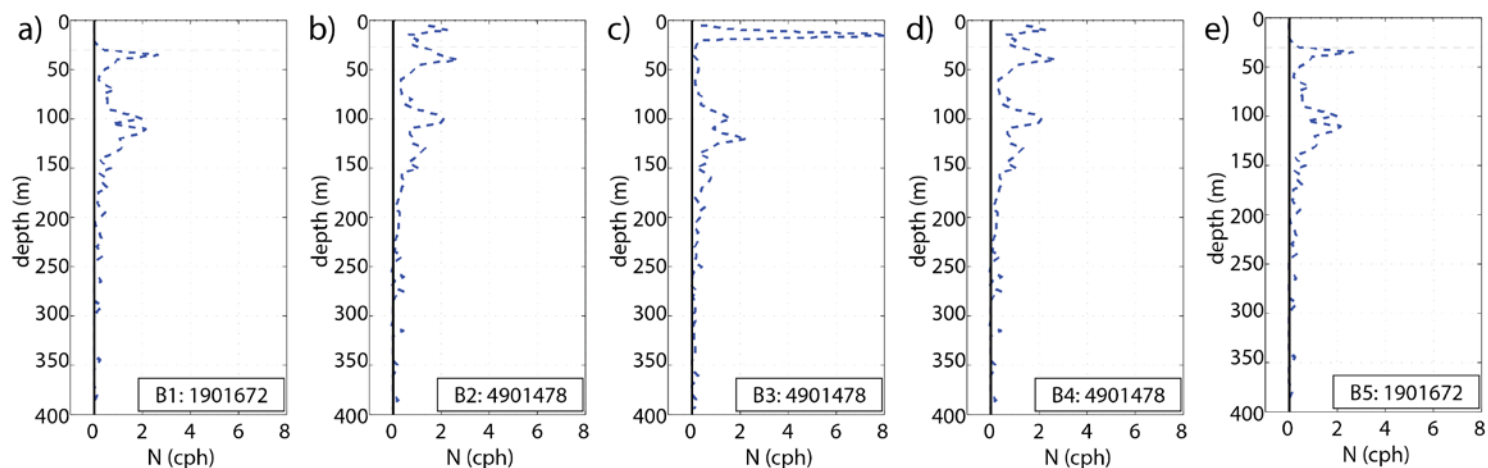 a)
0
50
100
150
200
250
300
350
400
depth (m)
0 2 4 6 8
N (cph)
B1: 1901672
b)
0
50
100
150
200
250
300
350
400
depth (m)
0 2 4 6 8
N (cph)
B2: 4901478
c)
0
50
100
150
200
250
300
350
400
depth (m)
0 2 4 6 8
N (cph)
B3: 4901478
d)
0
50
100
150
200
250
300
350
400
depth (m)
0 2 4 6 8
N (cph)
B4: 4901478
e)
0
50
100
150
200
250
300
350
400
depth (m)
0 2 4 6 8
N (cph)
B5: 1901672